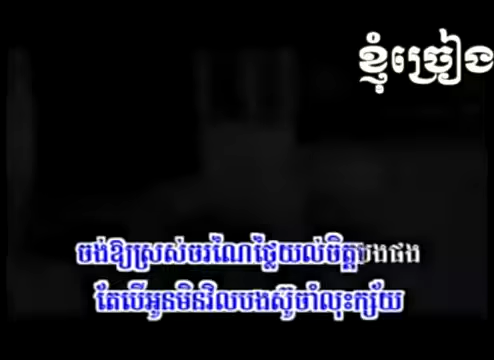 ខ្ញុំច្រៀង
ចង់ឱ្យស្រស់ចរណៃថ្លៃយល់ចិត្តបងផង
តែបើអូនមិនវិលបងស៊ូចាំលុះក្ស័យ